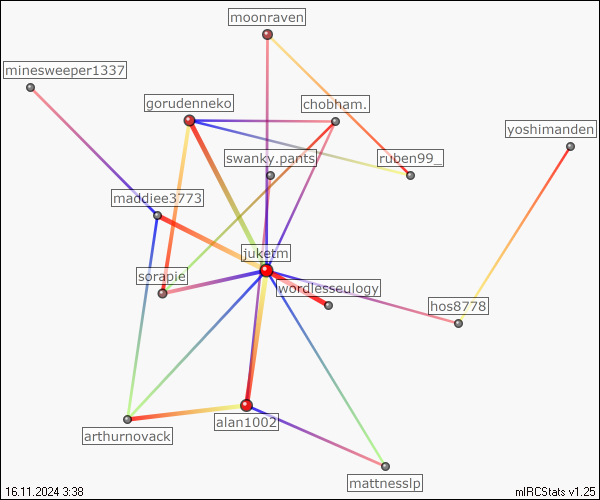 moonraven
minesweeper1337
gorudenneko
chobham.
yoshimanden
swanky.pants
ruben99_
maddiee3773
juketm
sorapie
wordlesseulogy
hos8778
alan1002
arthurnovack
mattnesslp
16.11.2024 3:38
mIRCStats v1.25